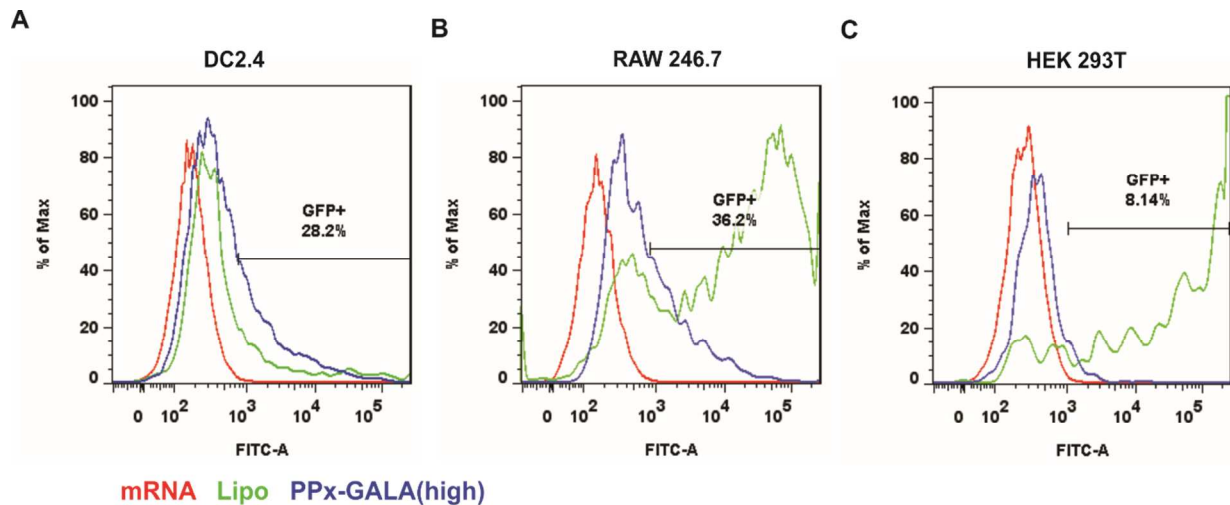 A
DC2.4
100
80
60
40
20
0
% of Max
GFP+
28.2%
0 10² 10³ 10⁴ 10⁵
FITC-A
B
RAW 246.7
100
80
60
40
20
0
% of Max
GFP+
36.2%
0 10² 10³ 10⁴ 10⁵
FITC-A
C
HEK 293T
100
80
60
40
20
0
% of Max
GFP+
8.14%
0 10² 10³ 10⁴ 10⁵
FITC-A
mRNA Lipo PPx-GALA(high)